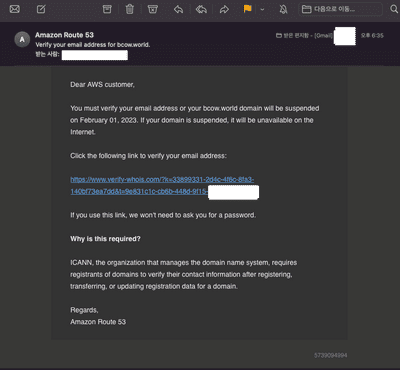 다음으로 이동...
A
Amazon Route 53
받은 편지함 - [Gmail]
오후 6:35
Verify your email address for bcow.world.
받는 사람:
Dear AWS customer,
You must verify your email address or your bcow.world domain will be suspended
on February 01, 2023. If your domain is suspended, it will be unavailable on the
Internet.
Click the following link to verify your email address:
https://www.verify-whois.com/?k=33899331-2d4c-4f6c-8fa3-
140bf73ea7dd&t=9e831c1c-cb6b-448d-9f15-
If you use this link, we won't need to ask you for a password.
Why is this required?
ICANN, the organization that manages the domain name system, requires
registrants of domains to verify their contact information after registering,
transferring, or updating registration data for a domain.
Regards,
Amazon Route 53
5739094994